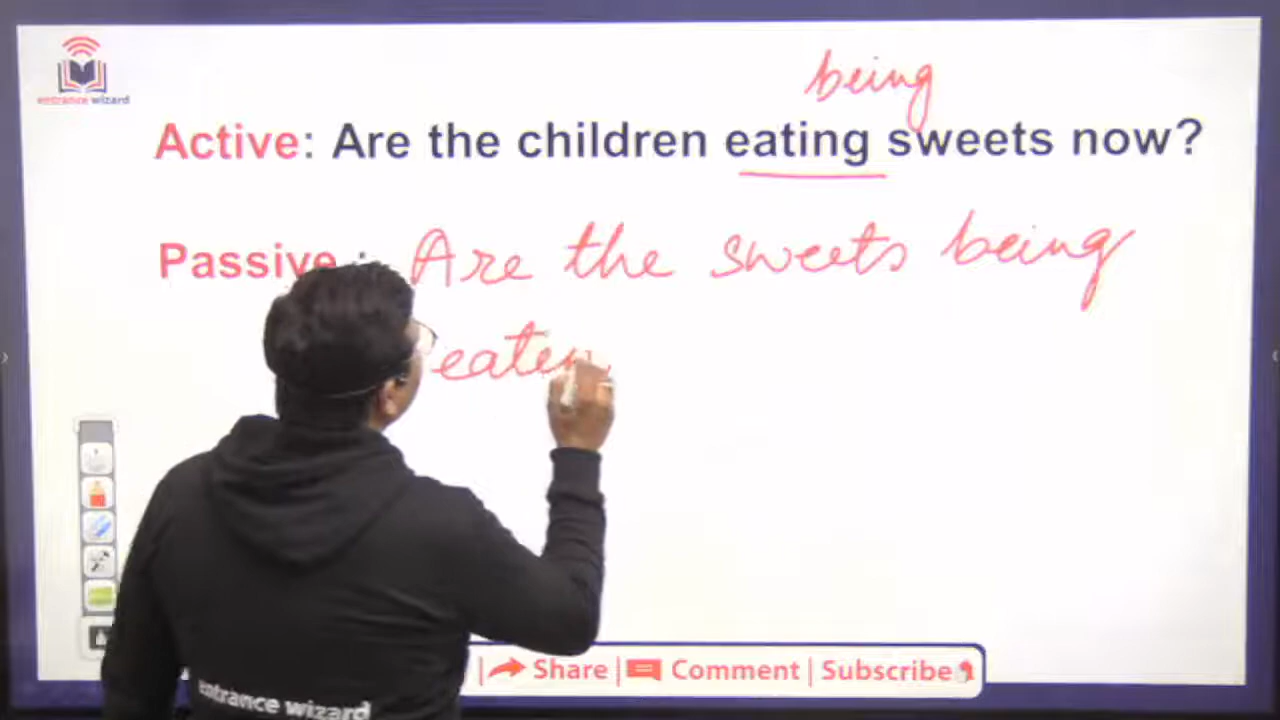 entrance wizard
being
Active: Are the children eating sweets now?
Passive : Are the sweets being
eaten
Share | Comment | Subscribe
entrance wizard